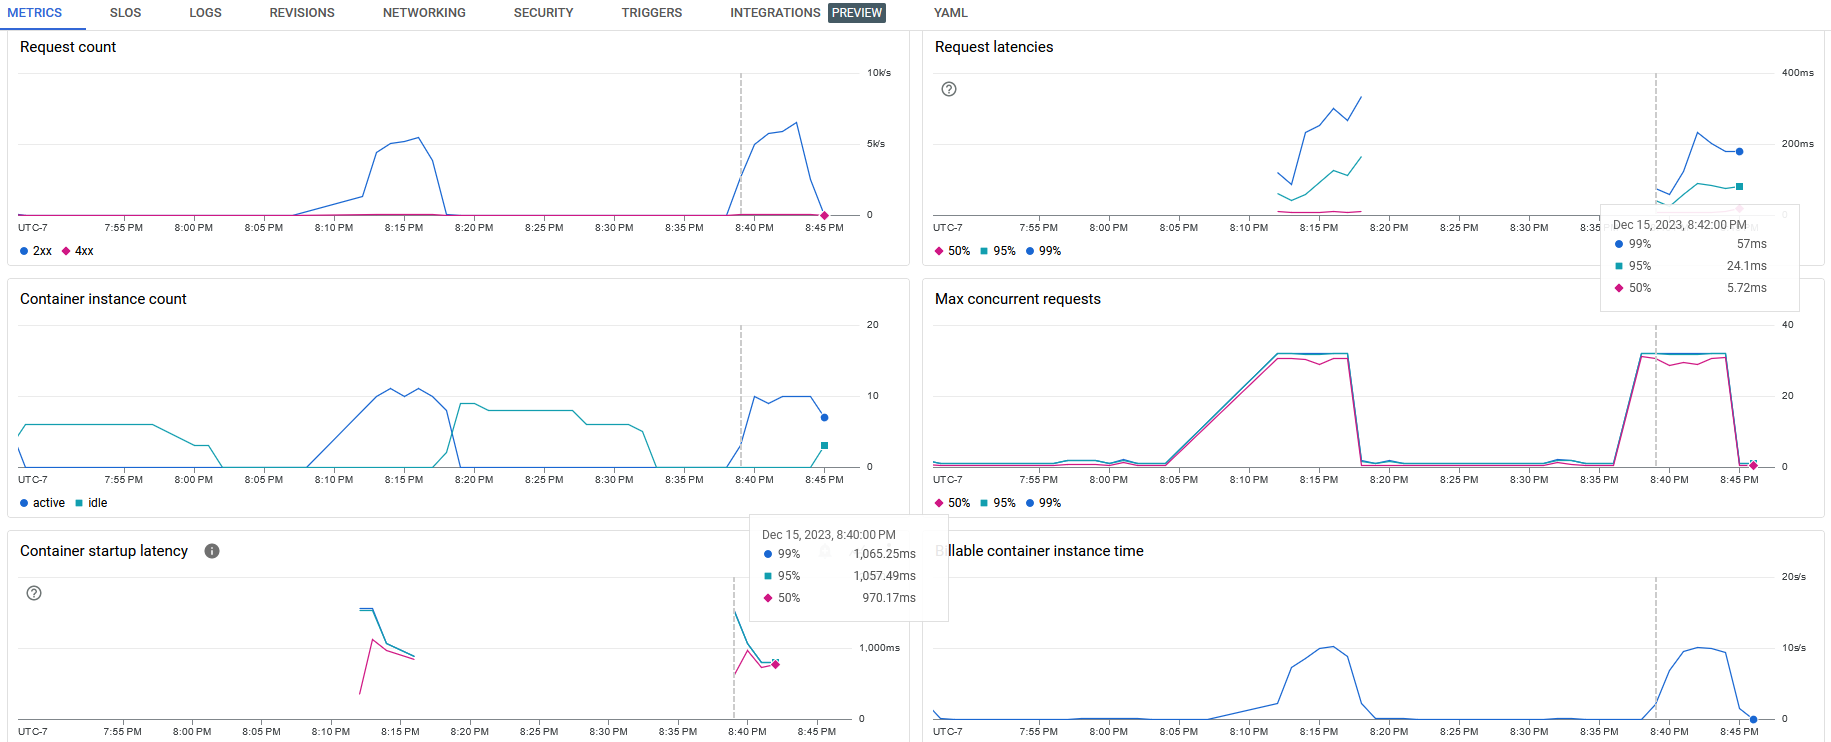 METRICS SLOS LOGS REVISIONS NETWORKING SECURITY TRIGGERS INTEGRATIONS PREVIEW YAML
Request count
10k/s
5k/s
0
UTC-7 7:55 PM 8:00 PM 8:05 PM 8:10 PM 8:15 PM 8:20 PM 8:25 PM 8:30 PM 8:35 PM 8:40 PM 8:45 PM
2xx 4xx
Request latencies
400ms
200ms
0
UTC-7 7:55 PM 8:00 PM 8:05 PM 8:10 PM 8:15 PM 8:20 PM 8:25 PM 8:30 PM 8:35
50% 95% 99%
Dec 15, 2023, 8:42:00 PM
99% 57ms
95% 24.1ms
50% 5.72ms
Container instance count
20
10
0
UTC-7 7:55 PM 8:00 PM 8:05 PM 8:10 PM 8:15 PM 8:20 PM 8:25 PM 8:30 PM 8:35 PM 8:40 PM 8:45 PM
active idle
Max concurrent requests
40
20
0
UTC-7 7:55 PM 8:00 PM 8:05 PM 8:10 PM 8:15 PM 8:20 PM 8:25 PM 8:30 PM 8:35 PM 8:40 PM 8:45 PM
50% 95% 99%
Container startup latency
1,000ms
0
UTC-7 7:55 PM 8:00 PM 8:05 PM 8:10 PM 8:15 PM 8:20 PM 8:25 PM 8:30 PM 8:35 PM 8:40 PM 8:45 PM
Dec 15, 2023, 8:40:00 PM
99% 1,065.25ms
95% 1,057.49ms
50% 970.17ms
Billable container instance time
20s/s
10s/s
0
UTC-7 7:55 PM 8:00 PM 8:05 PM 8:10 PM 8:15 PM 8:20 PM 8:25 PM 8:30 PM 8:35 PM 8:40 PM 8:45 PM